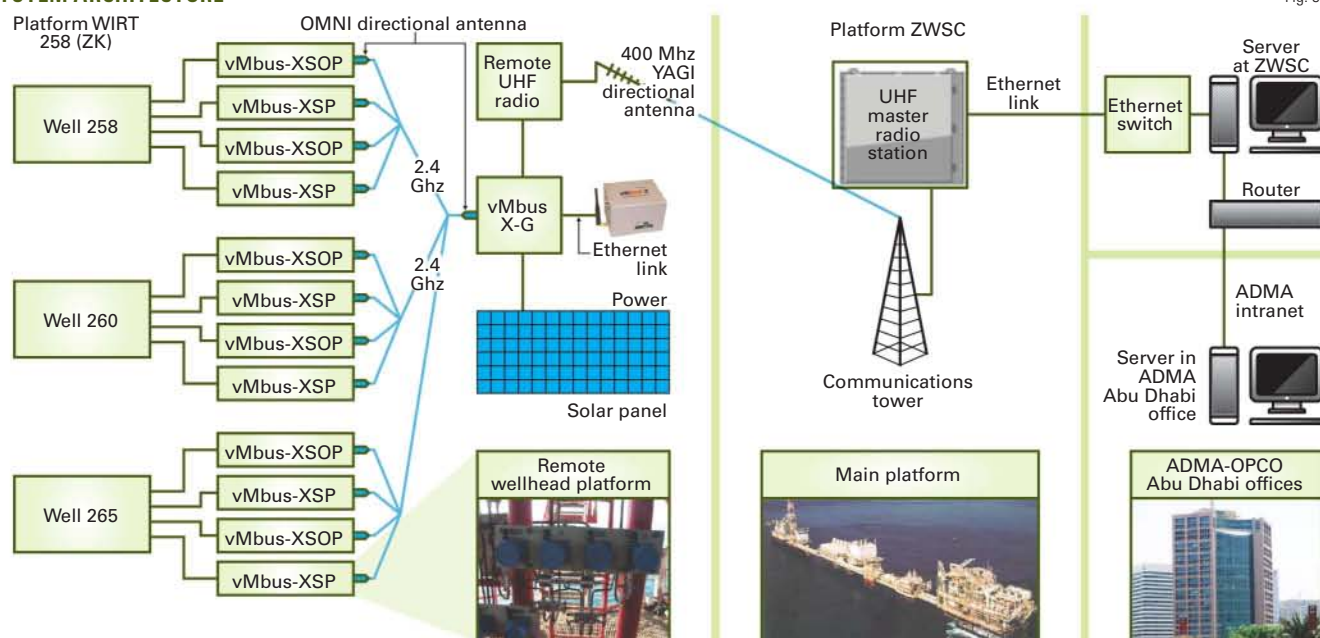 Fig. 3
Platform WIRT
258 (ZK)
OMNI directional antenna
Well 258
vMbus-XSOP
vMbus-XSP
vMbus-XSOP
vMbus-XSP
Well 260
vMbus-XSOP
vMbus-XSP
vMbus-XSOP
vMbus-XSP
Well 265
vMbus-XSOP
vMbus-XSP
vMbus-XSOP
vMbus-XSP
2.4
Ghz
2.4
Ghz
Remote
UHF
radio
400 Mhz
YAGI
directional
antenna
vMbus
X-G
Ethernet
link
Power
Solar panel
Remote
wellhead platform
Platform ZWSC
UHF
master
radio
station
Ethernet
link
Communications
tower
Main platform
Ethernet
switch
Server
at ZWSC
Router
ADMA
intranet
Server in
ADMA
Abu Dhabi
office
ADMA-OPCO
Abu Dhabi offices